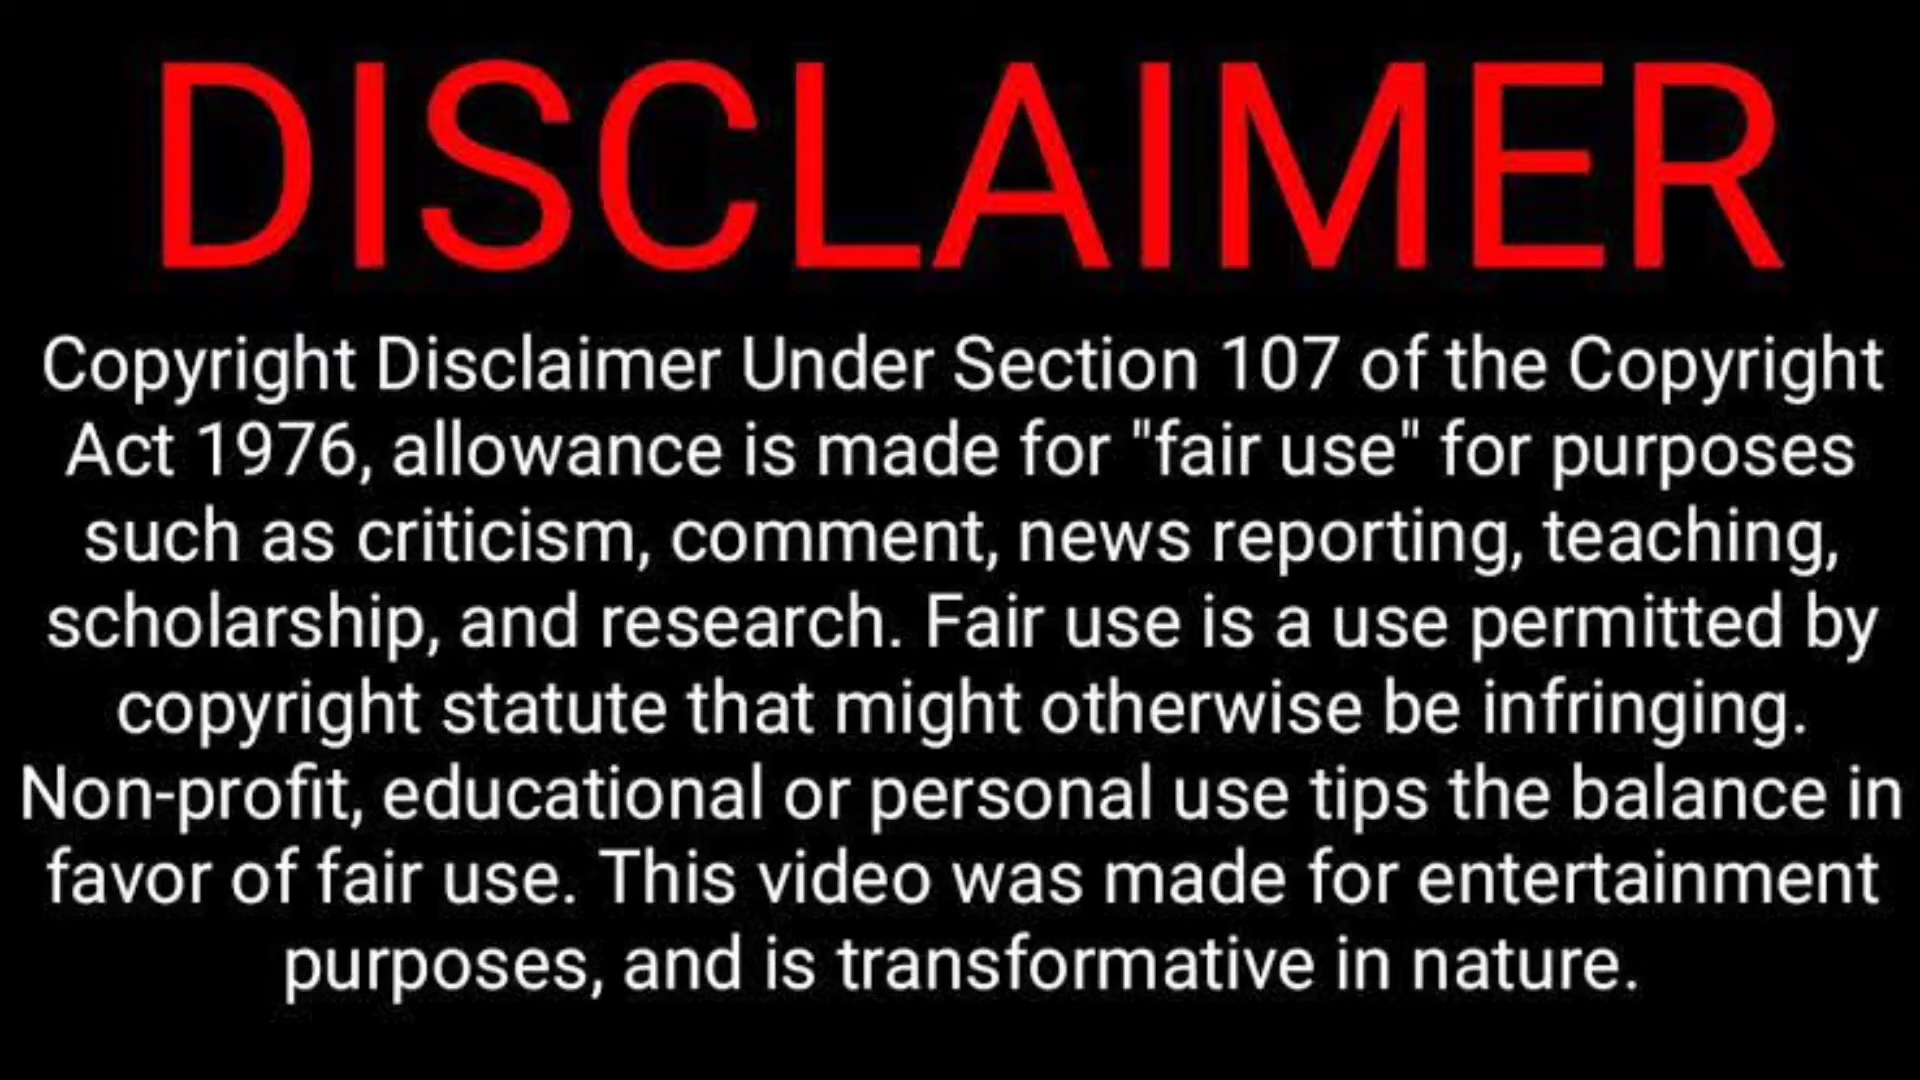 DISCLAIMER
Copyright Disclaimer Under Section 107 of the Copyright
Act 1976, allowance is made for "fair use" for purposes
such as criticism, comment, news reporting, teaching,
scholarship, and research. Fair use is a use permitted by
copyright statute that might otherwise be infringing.
Non-profit, educational or personal use tips the balance in
favor of fair use. This video was made for entertainment
purposes, and is transformative in nature.